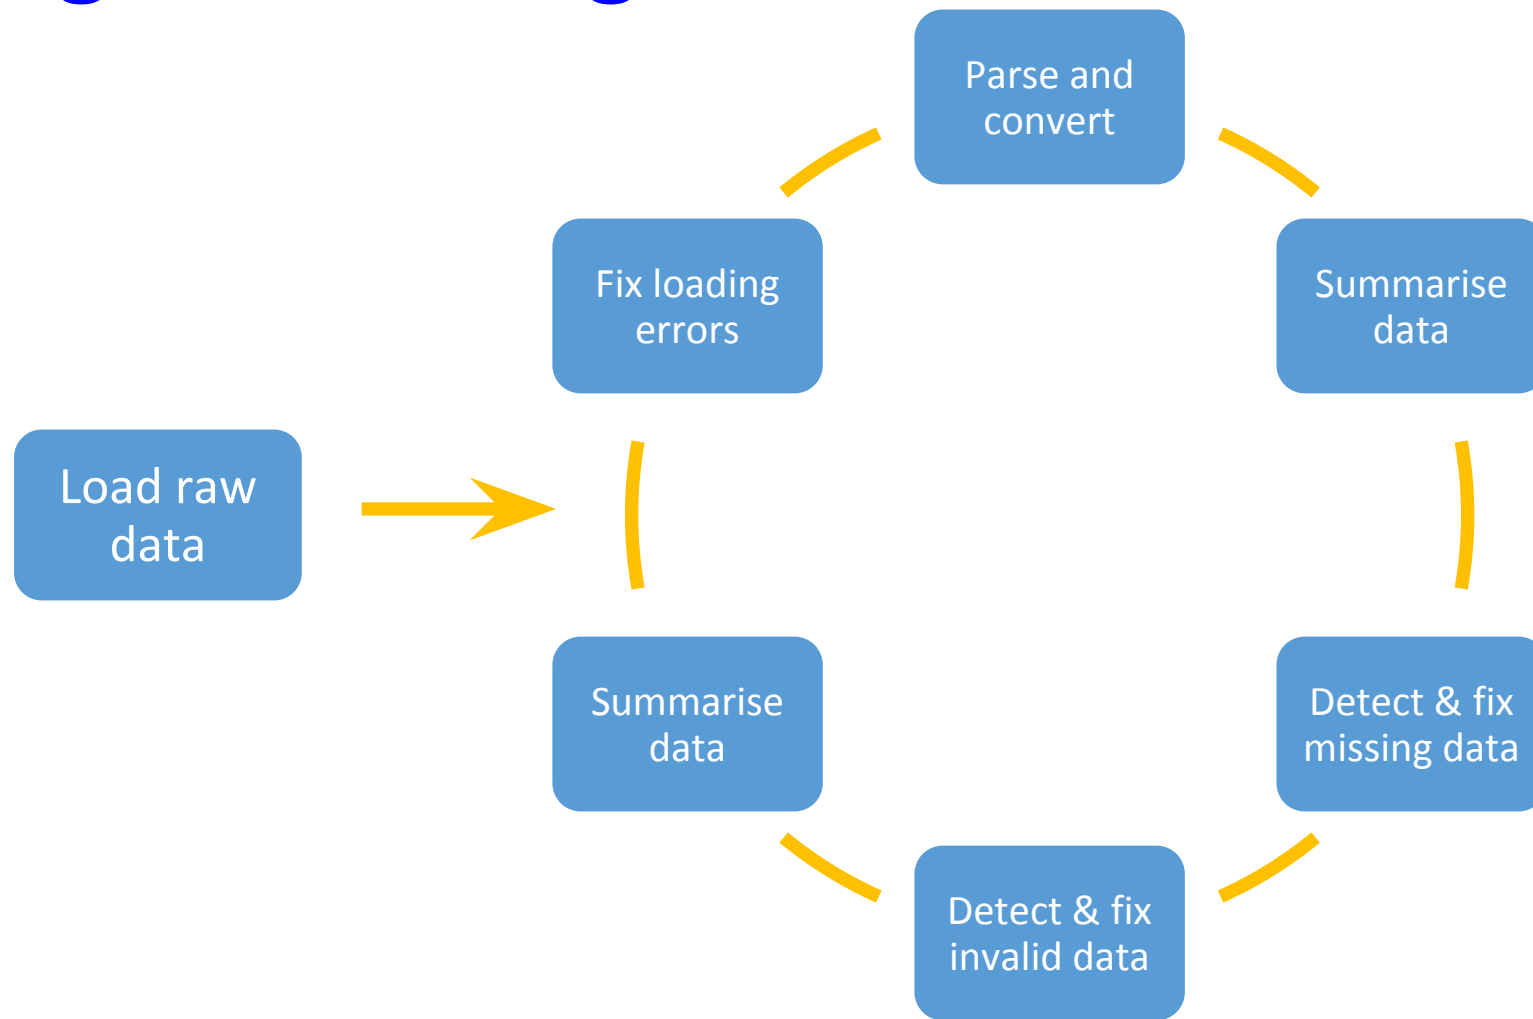 Parse and
convert
Fix loading
errors
Summarise
data
Load raw
data
Summarise
data
Detect & fix
missing data
Detect & fix
invalid data